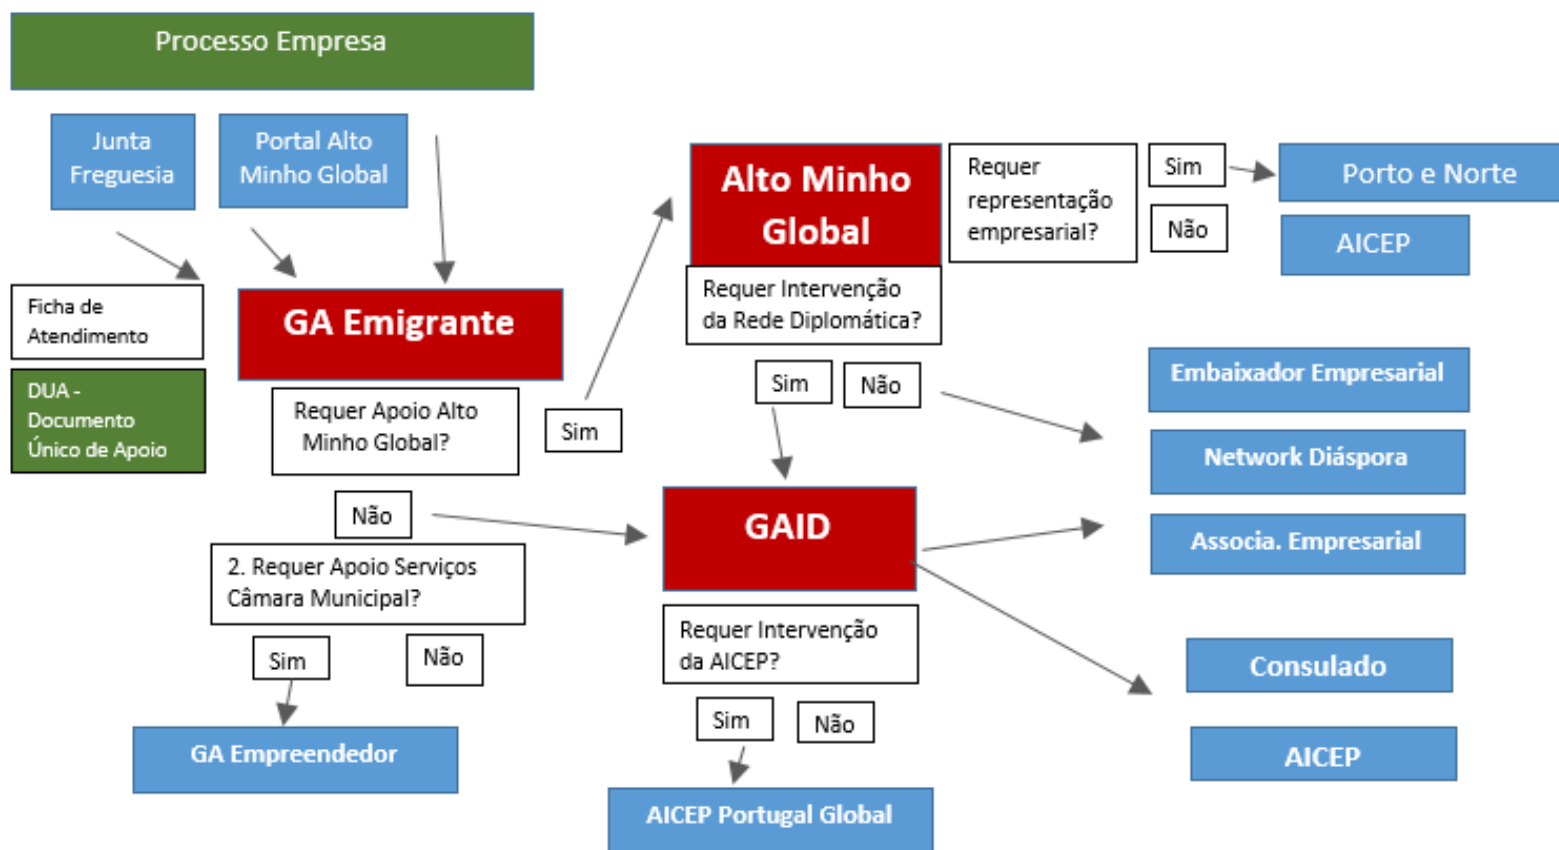 Processo Empresa
Junta
Freguesia
Portal Alto
Minho Global
Ficha de
Atendimento
DUA -
Documento
Único de Apoio
GA Emigrante
Requer Apoio Alto
Minho Global?
Sim
Não
2. Requer Apoio Serviços
Câmara Municipal?
Sim
Não
GA Empreendedor
Alto Minho
Global
Requer
representação
empresarial?
Sim
Não
Porto e Norte
AICEP
Requer Intervenção
da Rede Diplomática?
Sim
Não
Embaixador Empresarial
Network Diáspora
Associa. Empresarial
GAID
Requer Intervenção
da AICEP?
Sim
Não
AICEP Portugal Global
Consulado
AICEP